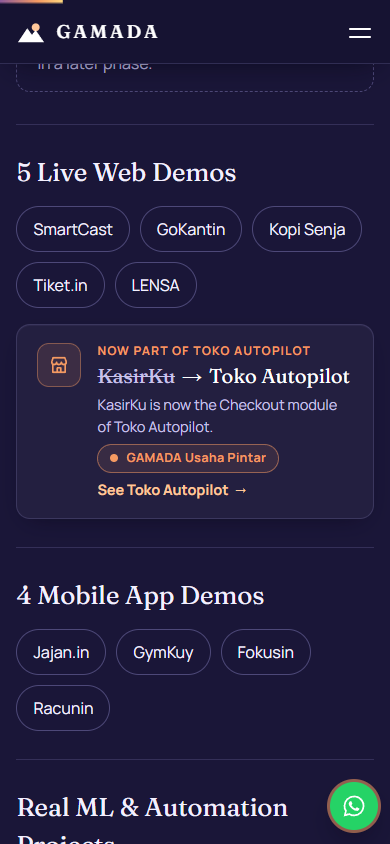 GAMADA
in a later phase.
5 Live Web Demos
SmartCast
GoKantin
Kopi Senja
Tiket.in
LENSA
NOW PART OF TOKO AUTOPILOT
KasirKu → Toko Autopilot
KasirKu is now the Checkout module
of Toko Autopilot.
GAMADA Usaha Pintar
See Toko Autopilot →
4 Mobile App Demos
Jajan.in
GymKuy
Fokusin
Racunin
Real ML & Automation
Projects